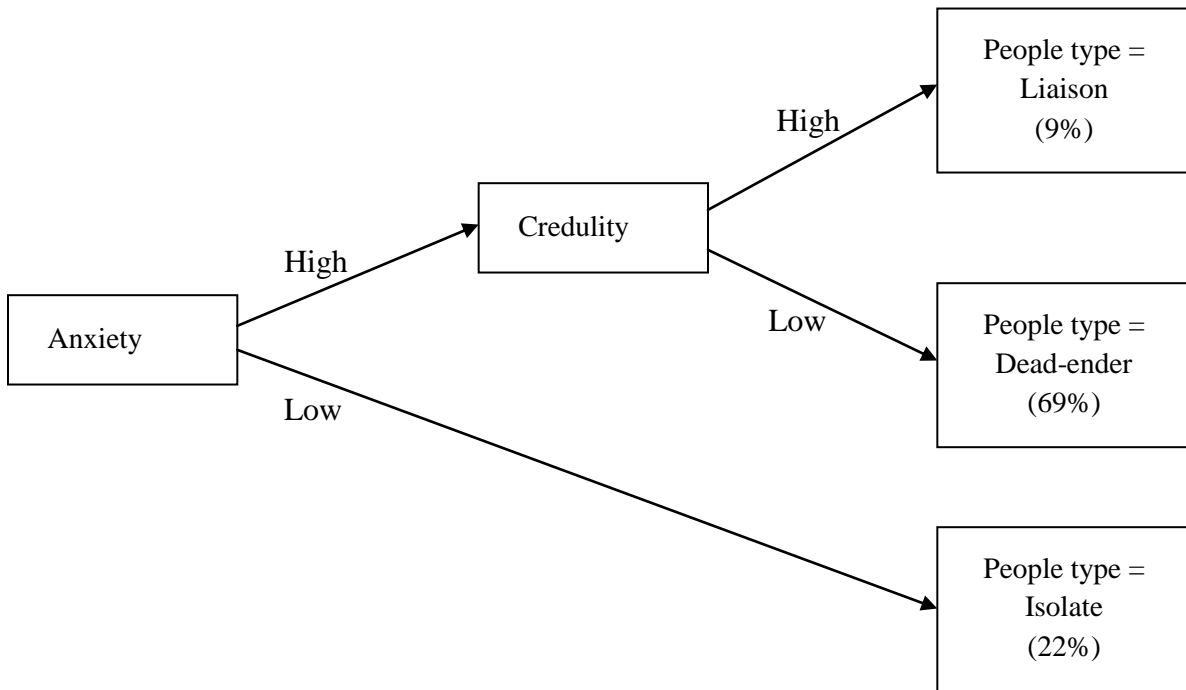 People type =
Liaison
(9%)
High
Credulity
High
Anxiety
Low
People type =
Dead-ender
(69%)
Low
People type =
Isolate
(22%)